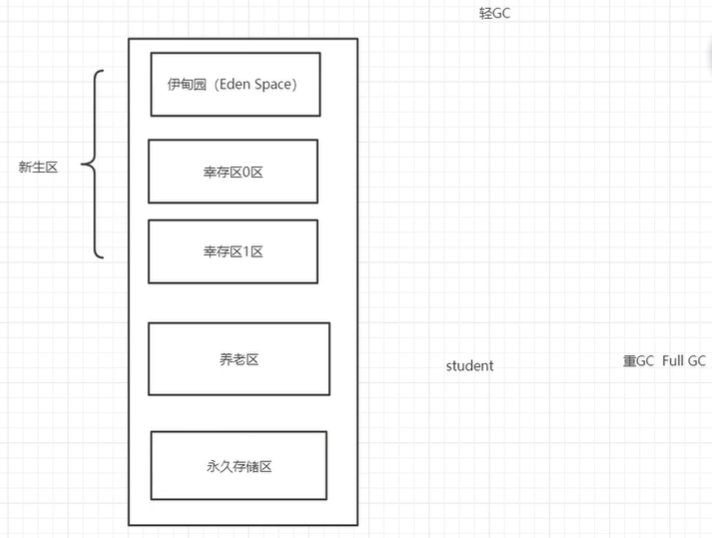 轻GC
伊甸园（Eden Space）
新生区
幸存区0区
幸存区1区
养老区
student
重GC Full GC
永久存储区